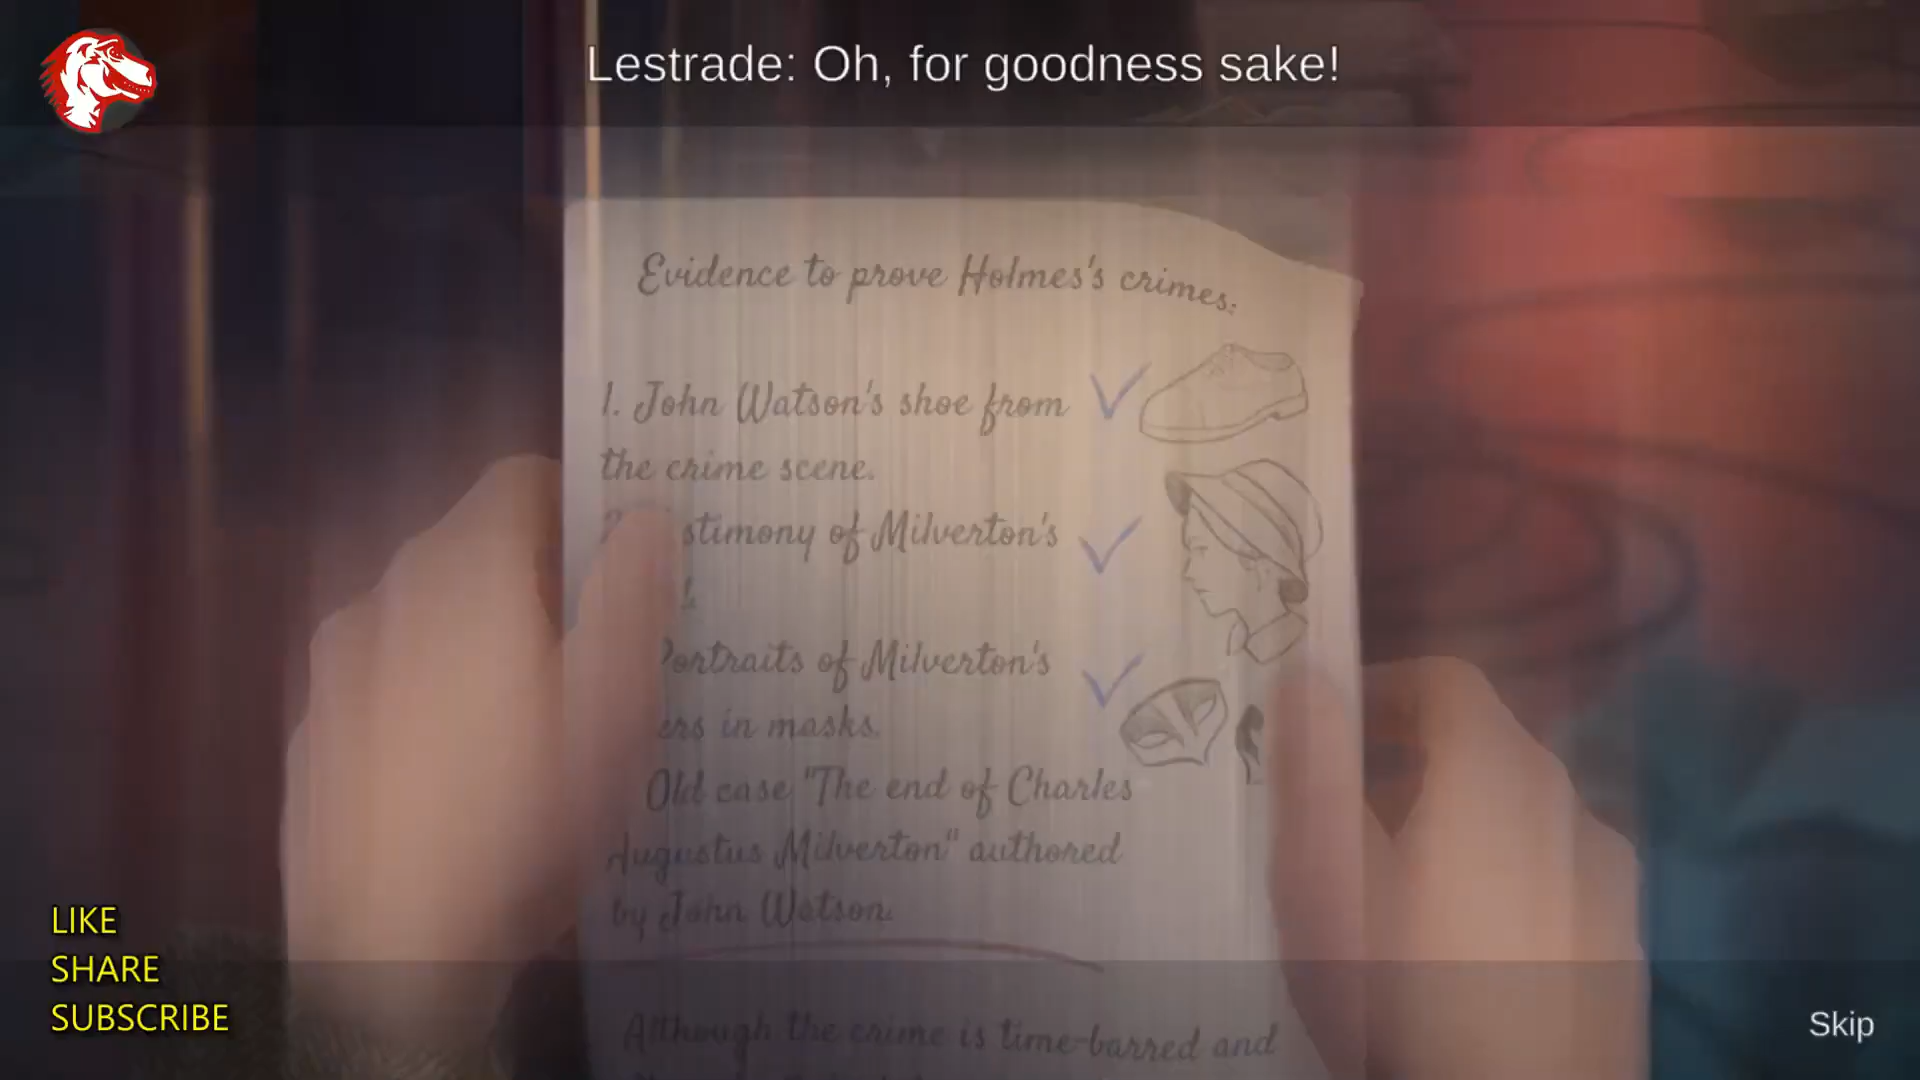 Lestrade: Oh, for goodness sake!
Evidence to prove Holmes's crimes:
1. John Watson's shoe from
the crime scene.
of Milverton's
Portraits of Milverton's
in masks.
Old case "The end of Charles
Augustus Milverton" authored
by John Watson.
Although the crime is time-barred and
LIKE
SHARE
SUBSCRIBE
Skip